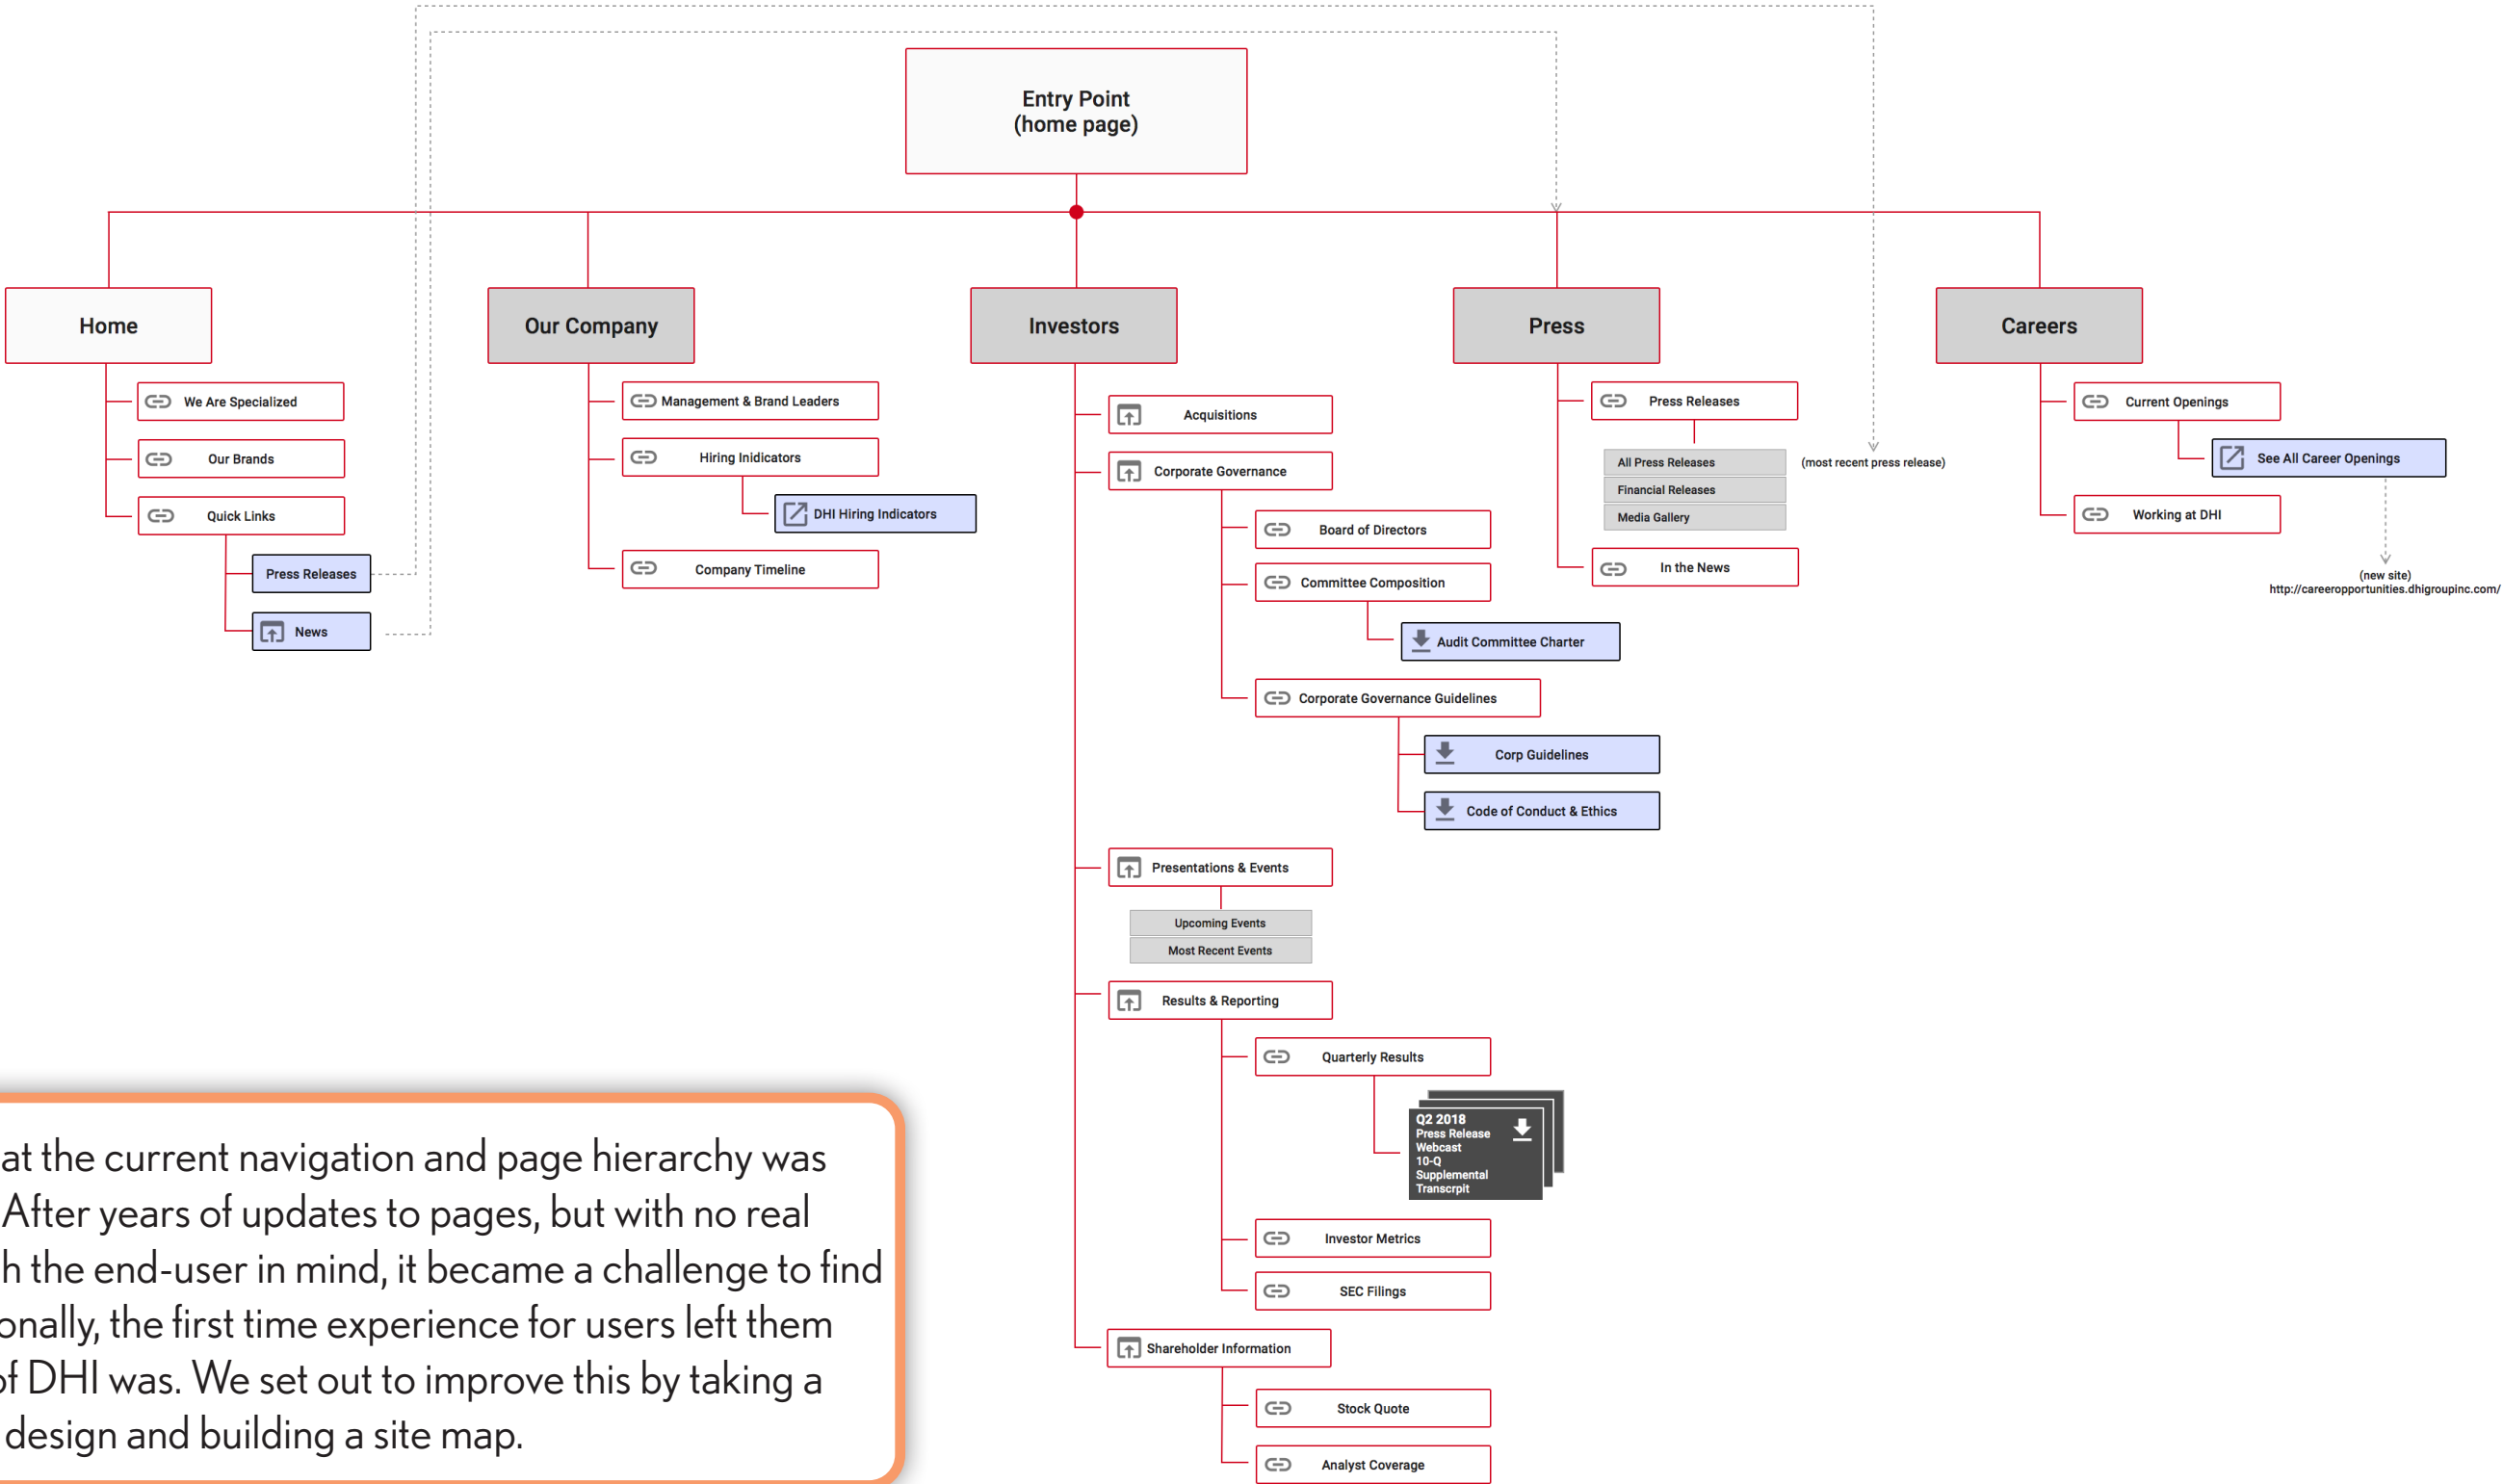 Entry Point
(home page)
Home
We Are Specialized
Our Brands
Quick Links
Press Releases
News
Our Company
Management & Brand Leaders
Hiring Inidicators
DHI Hiring Indicators
Company Timeline
Investors
Acquisitions
Corporate Governance
Board of Directors
Committee Composition
Audit Committee Charter
Corporate Governance Guidelines
Corp Guidelines
Code of Conduct & Ethics
Presentations & Events
Upcoming Events
Most Recent Events
Results & Reporting
Quarterly Results
Q2 2018
Press Release
Webcast
10-Q
Supplemental
Transcrpit
Investor Metrics
SEC Filings
Shareholder Information
Stock Quote
Analyst Coverage
Press
Press Releases
All Press Releases
Financial Releases
Media Gallery
(most recent press release)
In the News
Careers
Current Openings
See All Career Openings
(new site)
http://careeropportunities.dhigroupinc.com/
Working at DHI
at the current navigation and page hierarchy was
After years of updates to pages, but with no real
the end-user in mind, it became a challenge to find
the first time experience for users left them
of DHI was. We set out to improve this by taking a
design and building a site map.